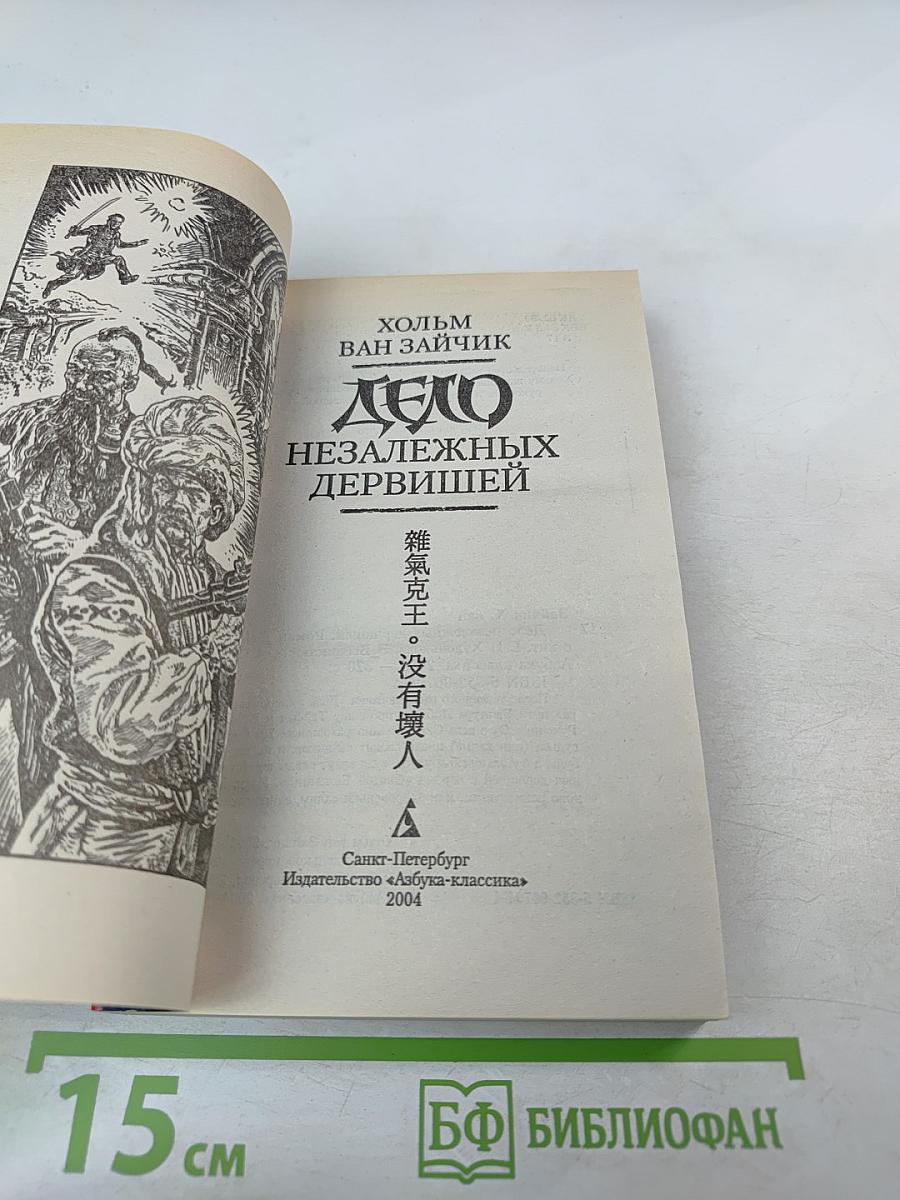 ХОЛЬМ
ВАН ЗАЙЧИК
ДЕЛО
НЕЗАЛЕЖНЫХ
ДЕРВИШЕЙ
雜氣克王。没有壞人
Санкт-Петербург
Издательство «Азбука-классика»
2004
15 см
БФ БИБЛИОФАН